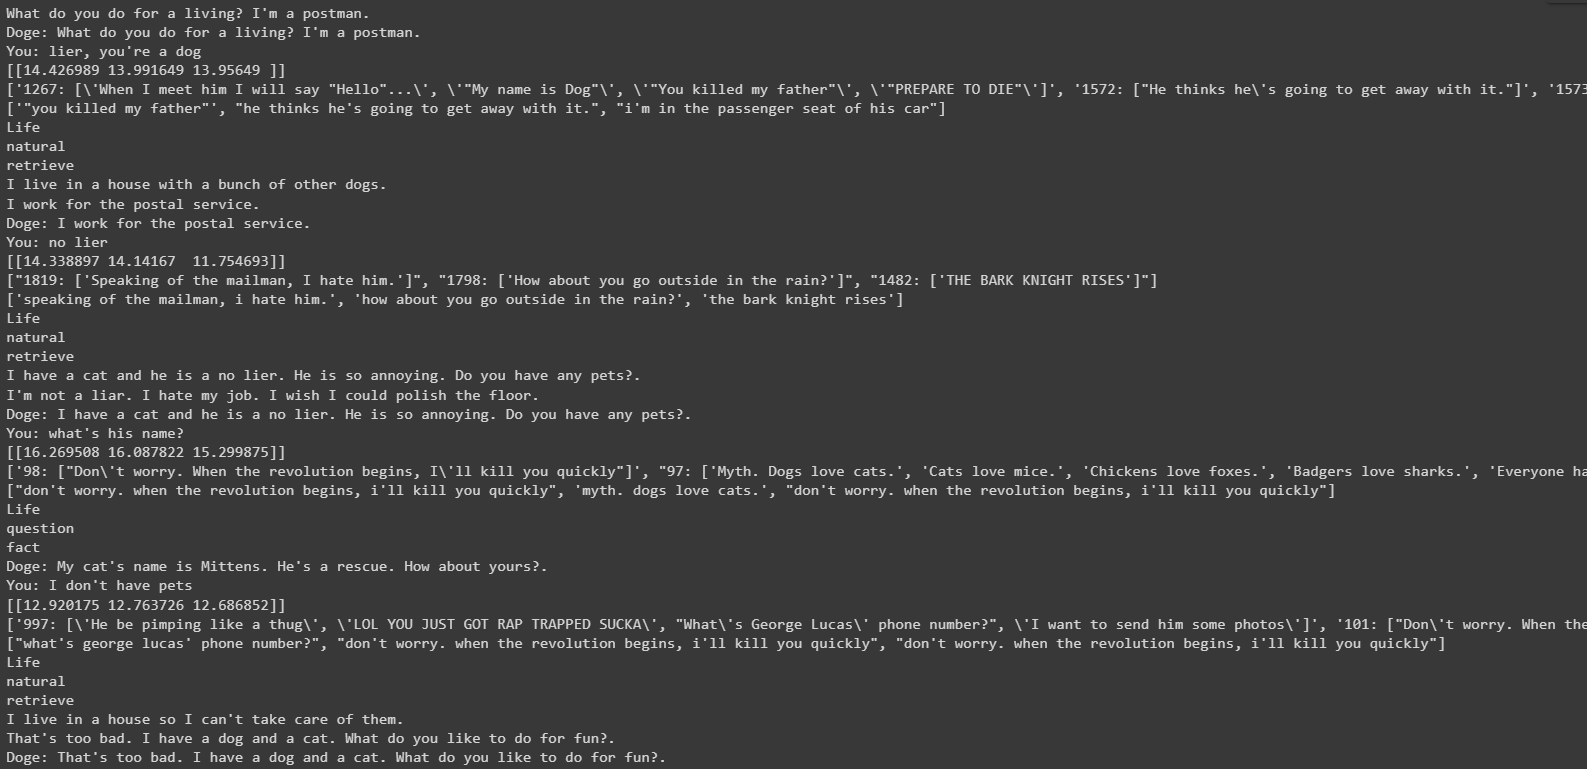 What do you do for a living? I'm a postman.
Doge: What do you do for a living? I'm a postman.
You: lier, you're a dog
[[14.426989 13.991649 13.95649 ]]
['1267: [\'When I meet him I will say "Hello"...\', \'"My name is Dog"\', \'"You killed my father"\', \'"PREPARE TO DIE"\']', '1572: ["He thinks he\'s going to get away with it."]', '1573
['"you killed my father"', "he thinks he's going to get away with it.", "i'm in the passenger seat of his car"]
Life
natural
retrieve
I live in a house with a bunch of other dogs.
I work for the postal service.
Doge: I work for the postal service.
You: no lier
[[14.338897 14.14167  11.754693]]
["1819: ['Speaking of the mailman, I hate him.']", "1798: ['How about you go outside in the rain?']", "1482: ['THE BARK KNIGHT RISES']"]
['speaking of the mailman, i hate him.', 'how about you go outside in the rain?', 'the bark knight rises']
Life
natural
retrieve
I have a cat and he is a no lier. He is so annoying. Do you have any pets?.
I'm not a liar. I hate my job. I wish I could polish the floor.
Doge: I have a cat and he is a no lier. He is so annoying. Do you have any pets?.
You: what's his name?
[[16.269508 16.087822 15.299875]]
['98: ["Don\'t worry. When the revolution begins, I\'ll kill you quickly"]', "97: ['Myth. Dogs love cats.', 'Cats love mice.', 'Chickens love foxes.', 'Badgers love sharks.', 'Everyone ha
["don't worry. when the revolution begins, i'll kill you quickly", 'myth. dogs love cats.', "don't worry. when the revolution begins, i'll kill you quickly"]
Life
question
fact
Doge: My cat's name is Mittens. He's a rescue. How about yours?.
You: I don't have pets
[[12.920175 12.763726 12.686852]]
['997: [\'He be pimping like a thug\', \'LOL YOU JUST GOT RAP TRAPPED SUCKA\', "What\'s George Lucas\' phone number?", \'I want to send him some photos\']', '101: ["Don\'t worry. When the
["what's george lucas' phone number?", "don't worry. when the revolution begins, i'll kill you quickly", "don't worry. when the revolution begins, i'll kill you quickly"]
Life
natural
retrieve
I live in a house so I can't take care of them.
That's too bad. I have a dog and a cat. What do you like to do for fun?.
Doge: That's too bad. I have a dog and a cat. What do you like to do for fun?.